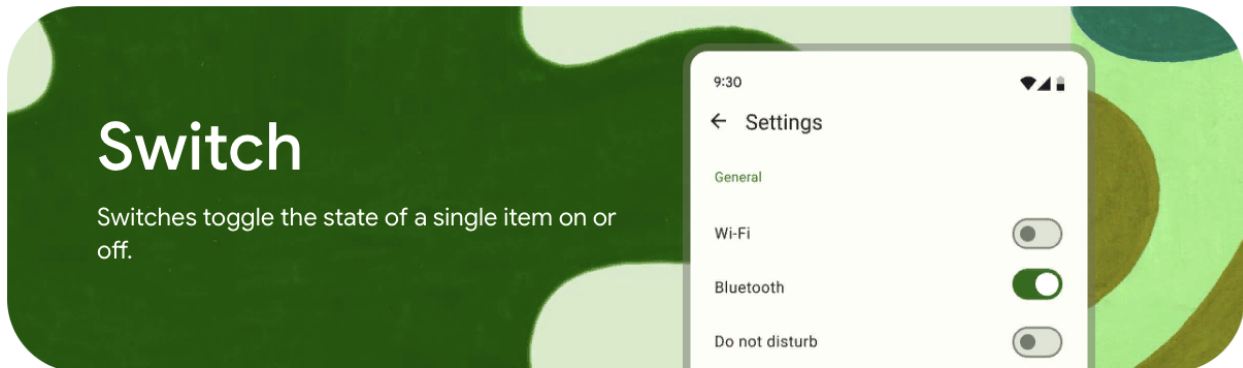 Switch
Switches toggle the state of a single item on or
off.
9:30
Settings
General
Wi-Fi
Bluetooth
Do not disturb